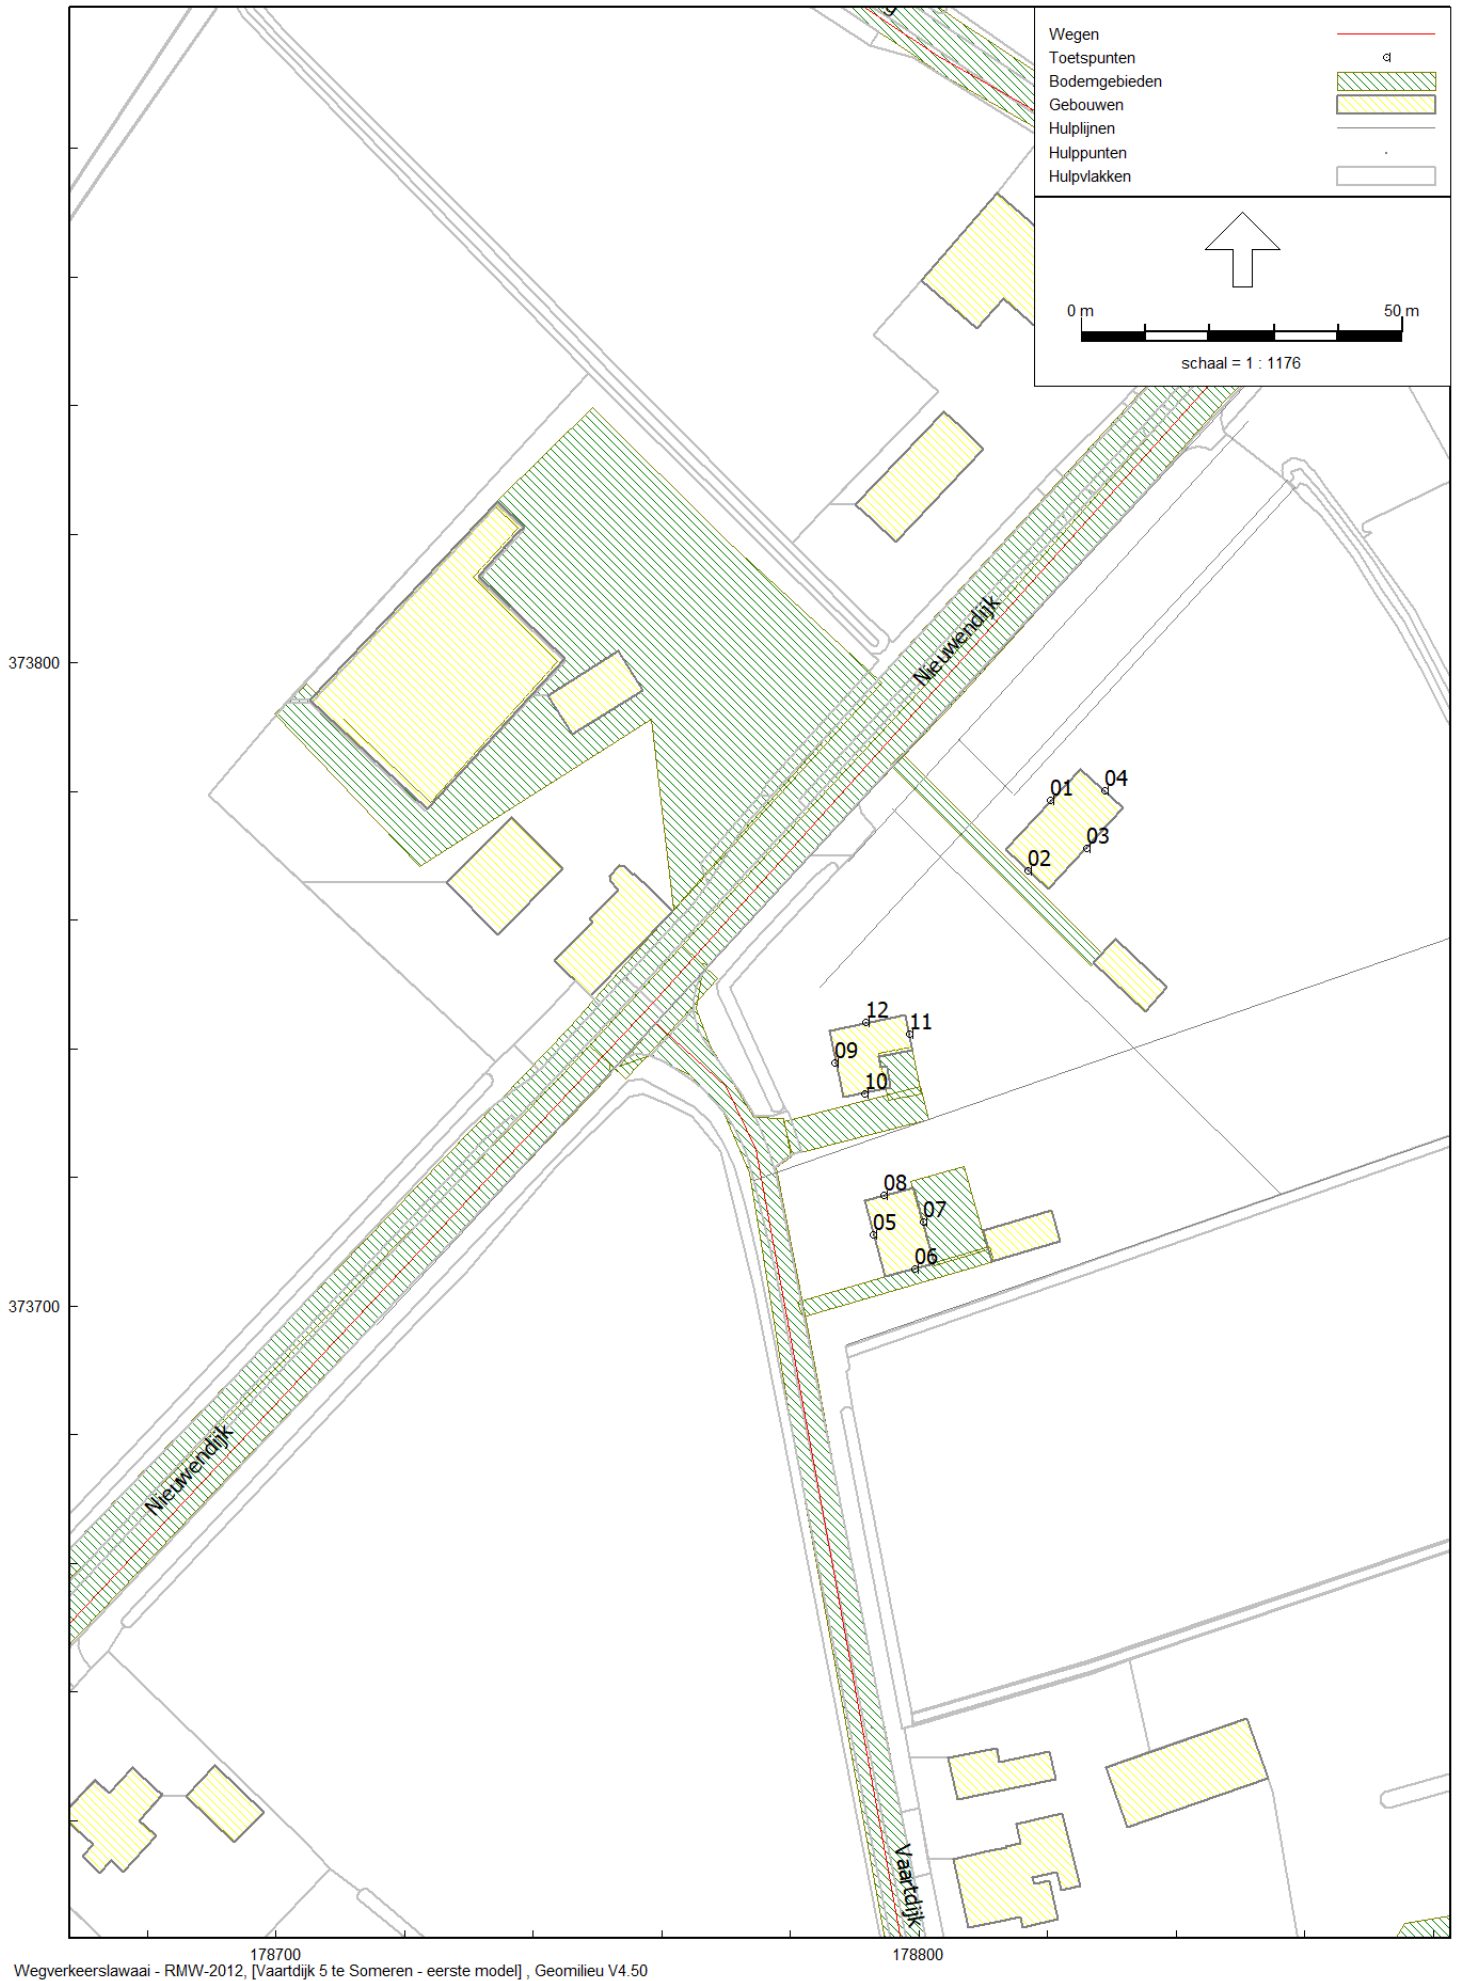 Wegen
Toetspunten
Bodemgebieden
Gebouwen
Hulplijnen
Hulppunten
Hulpvlakken
0 m 50 m
schaal = 1 : 1176
Nieuwendijk
373800
01
04
03
02
12
11
09
10
08
07
05
06
373700
Nieuwendijk
Vaartdijk
178700 178800
Wegverkeerslawaai - RMW-2012, [Vaartdijk 5 te Someren - eerste model] , Geomilieu V4.50